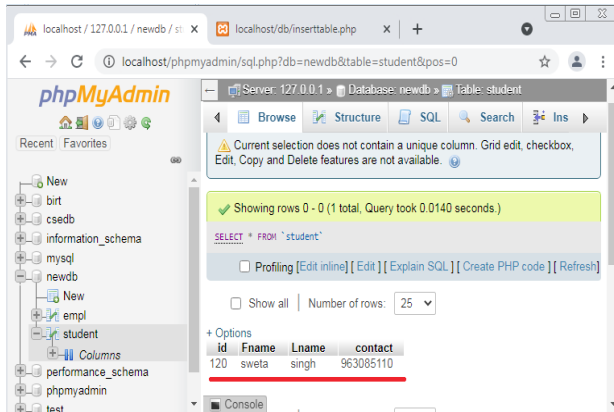 localhost / 127.0.0.1 / newdb / st
localhost/db/inserttable.php
localhost/phpmyadmin/sql.php?db=newdb&table=student&pos=0
phpMyAdmin
Recent Favorites
New
birt
csedb
information_schema
mysql
newdb
New
empl
student
Columns
performance_schema
phpmyadmin
test
Server: 127.0.0.1 » Database: newdb » Table: student
Browse Structure SQL Search Ins
Current selection does not contain a unique column. Grid edit, checkbox,
Edit, Copy and Delete features are not available.
Showing rows 0 - 0 (1 total, Query took 0.0140 seconds.)
SELECT * FROM `student`
Profiling [Edit inline] [ Edit ] [ Explain SQL ] [ Create PHP code ] [ Refresh]
Show all Number of rows: 25
+ Options
id Fname Lname contact
120 sweta singh 963085110
Console